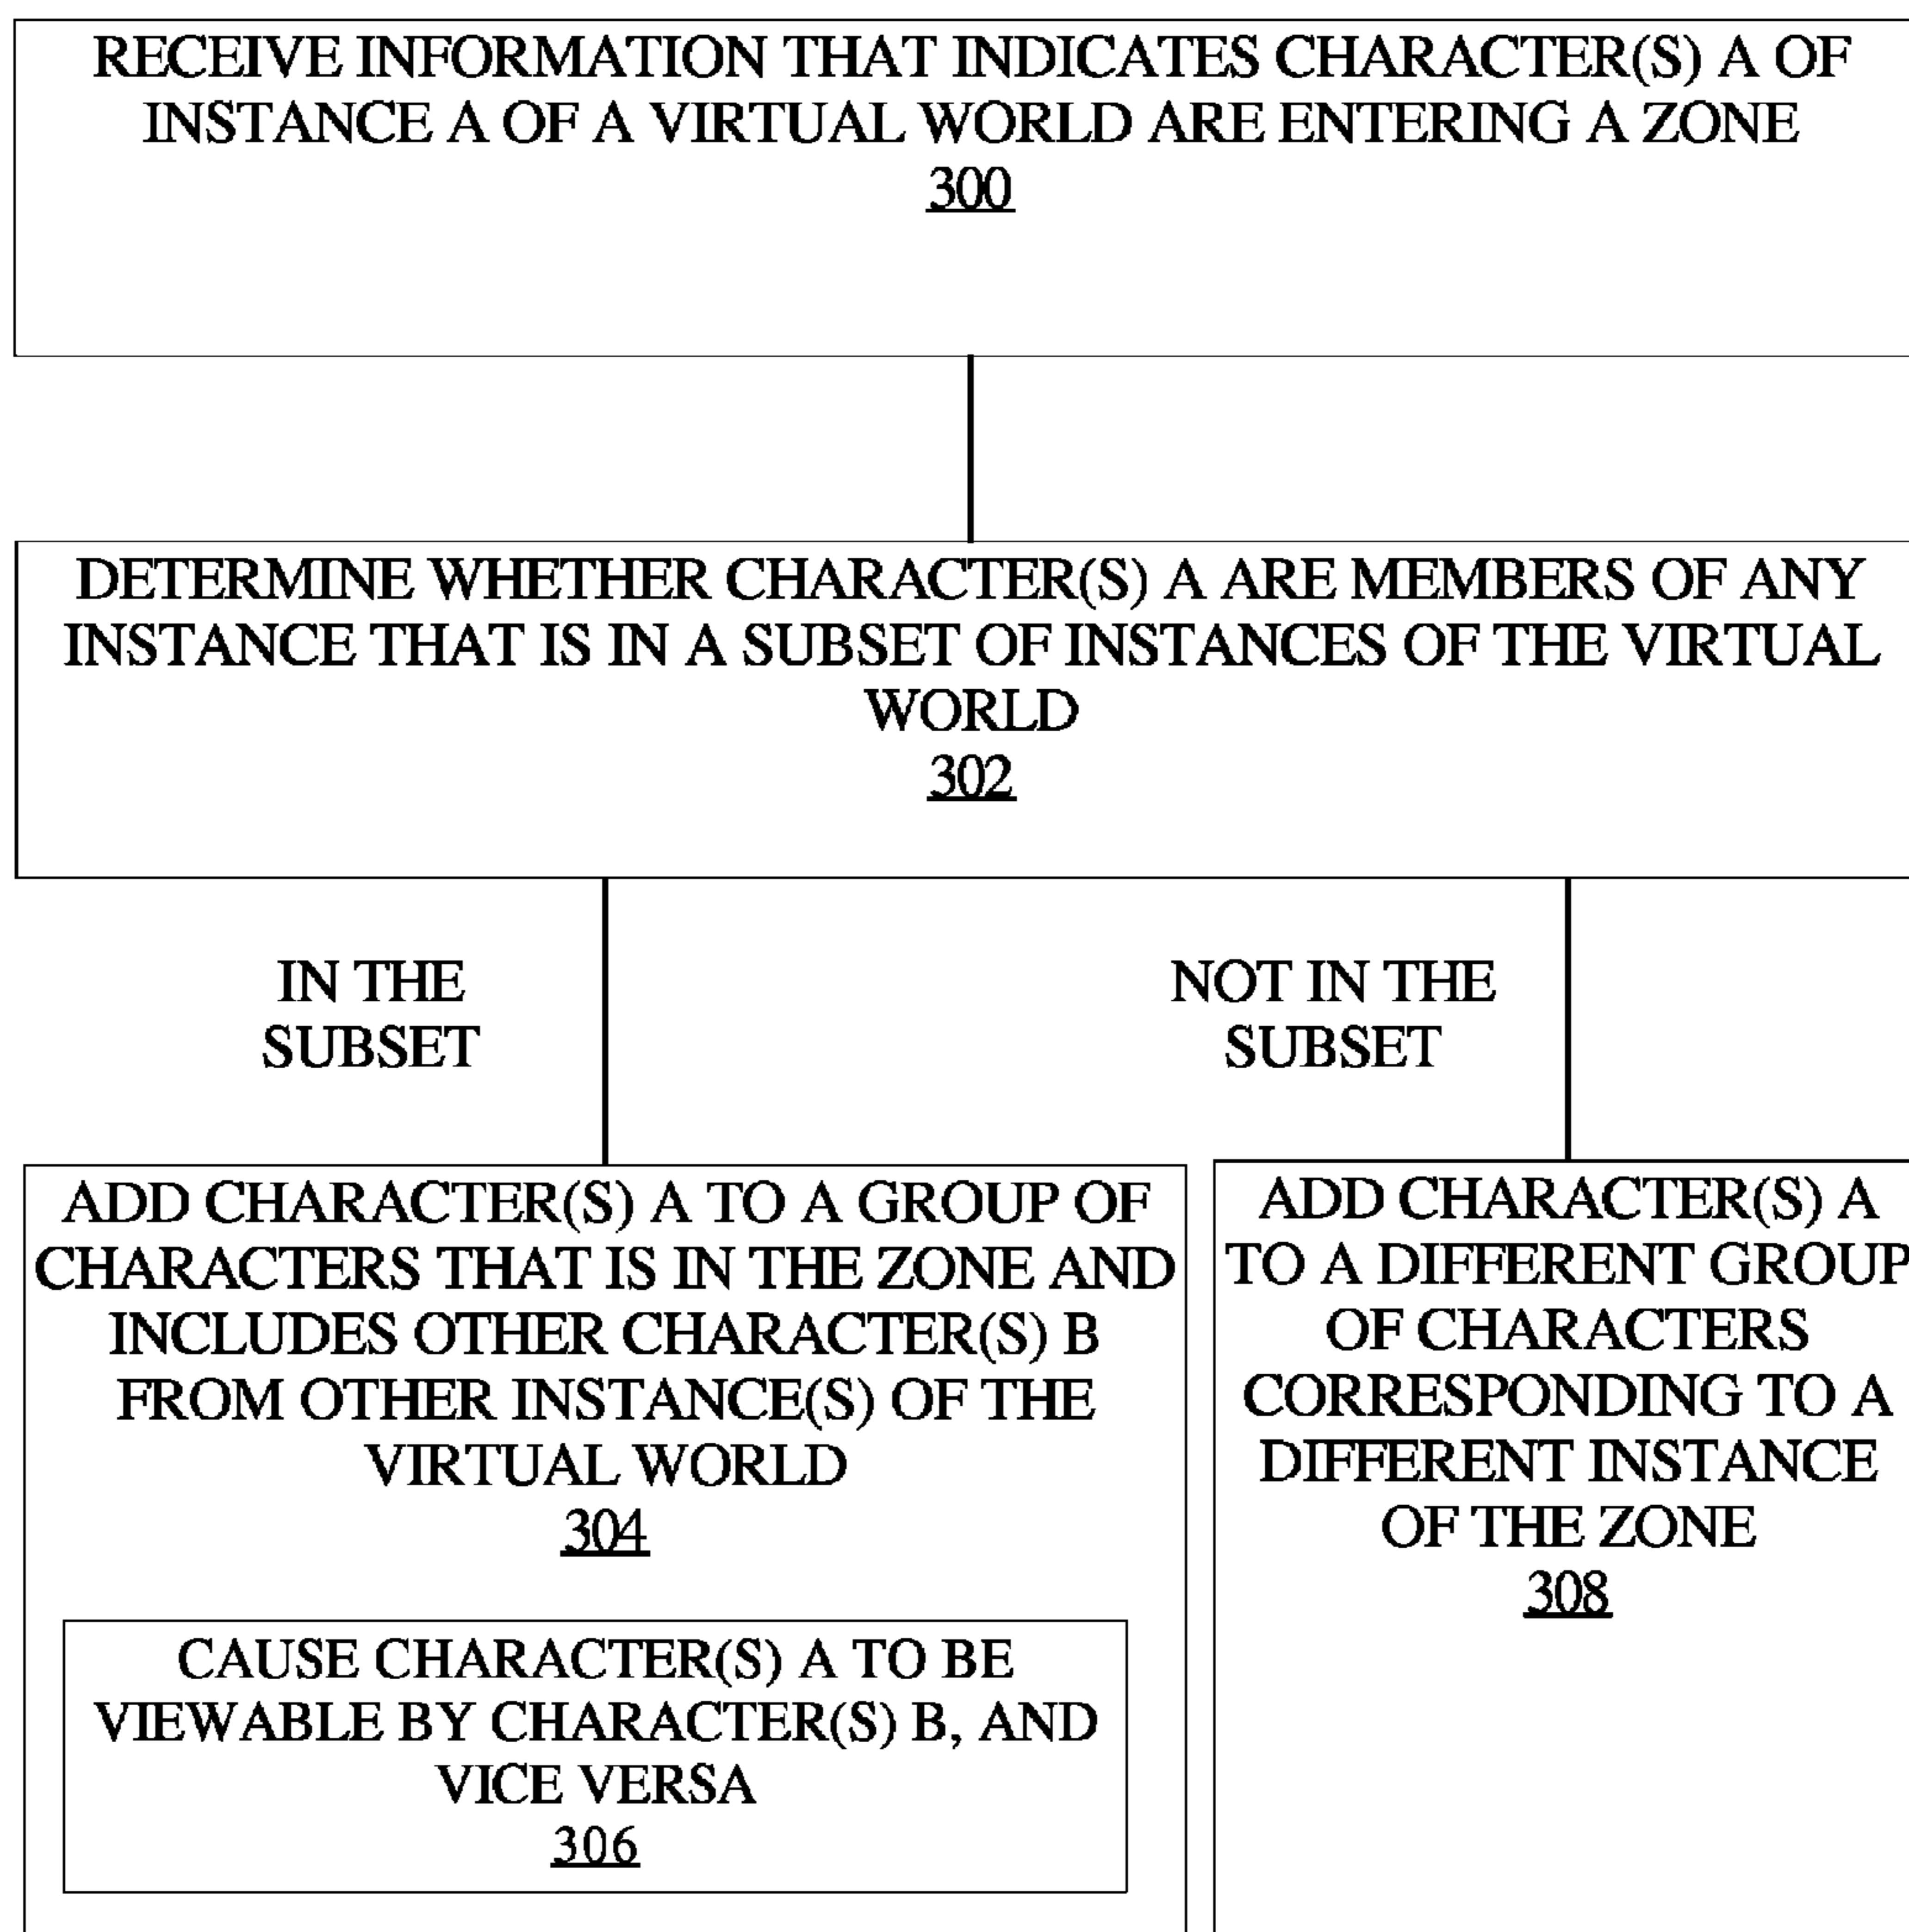 RECEIVE INFORMATION THAT INDICATES CHARACTER(S) A OF
INSTANCE A OF A VIRTUAL WORLD ARE ENTERING A ZONE
300
DETERMINE WHETHER CHARACTER(S) A ARE MEMBERS OF ANY
INSTANCE THAT IS IN A SUBSET OF INSTANCES OF THE VIRTUAL
WORLD
302
IN THE
SUBSET
NOT IN THE
SUBSET
ADD CHARACTER(S) A TO A GROUP OF
CHARACTERS THAT IS IN THE ZONE AND
INCLUDES OTHER CHARACTER(S) B
FROM OTHER INSTANCE(S) OF THE
VIRTUAL WORLD
304
CAUSE CHARACTER(S) A TO BE
VIEWABLE BY CHARACTER(S) B, AND
VICE VERSA
306
ADD CHARACTER(S) A
TO A DIFFERENT GROUP
OF CHARACTERS
CORRESPONDING TO A
DIFFERENT INSTANCE
OF THE ZONE
308